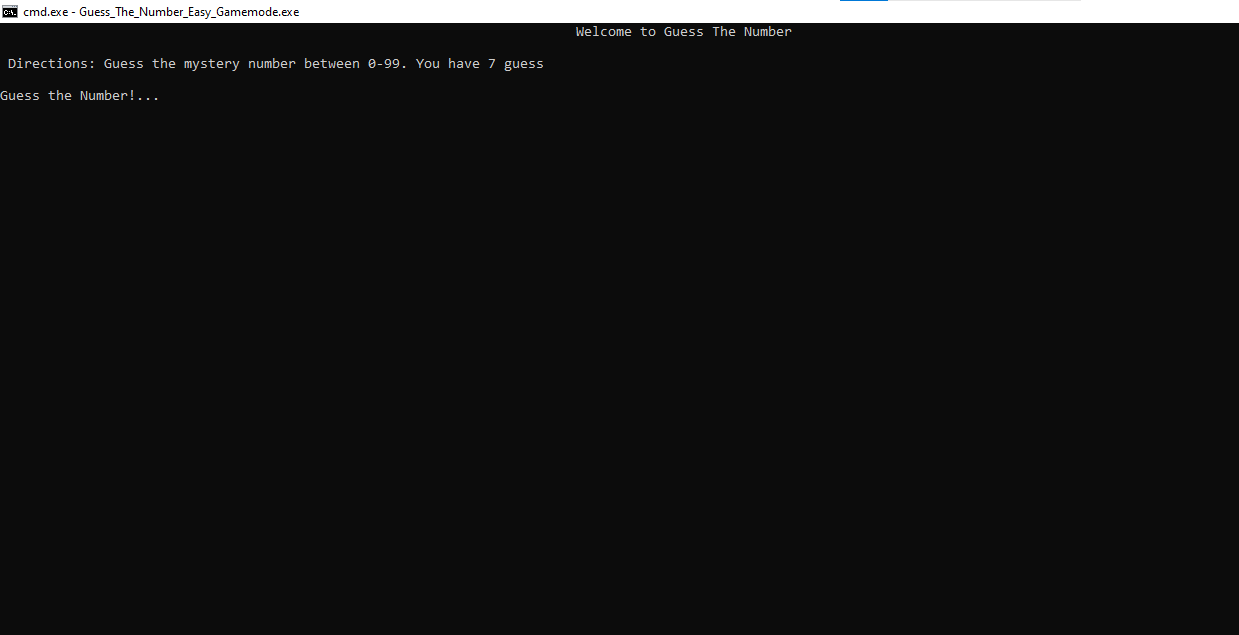 cmd.exe - Guess_The_Number_Easy_Gamemode.exe
Welcome to Guess The Number
Directions: Guess the mystery number between 0-99. You have 7 guess
Guess the Number!...